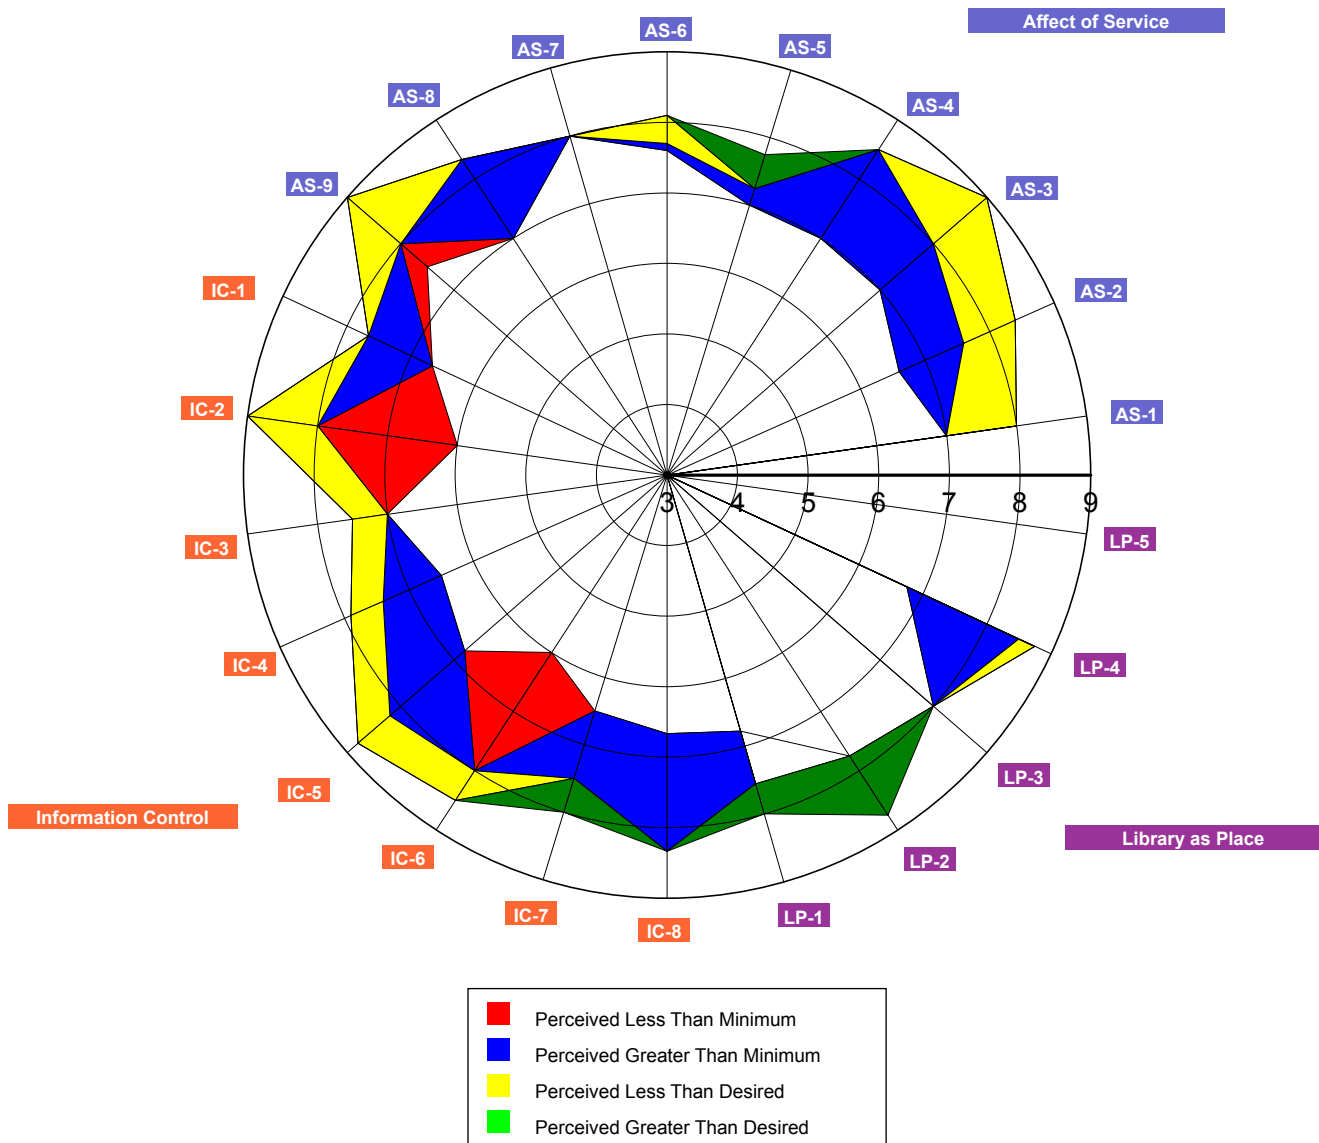 Affect of Service
AS-6
AS-7
AS-5
AS-8
AS-4
AS-9
AS-3
IC-1
AS-2
IC-2
AS-1
3 4 5 6 7 8 9
IC-3
LP-5
IC-4
LP-4
IC-5
LP-3
Information Control
Library as Place
IC-6
LP-2
IC-7
LP-1
IC-8
Perceived Less Than Minimum
Perceived Greater Than Minimum
Perceived Less Than Desired
Perceived Greater Than Desired